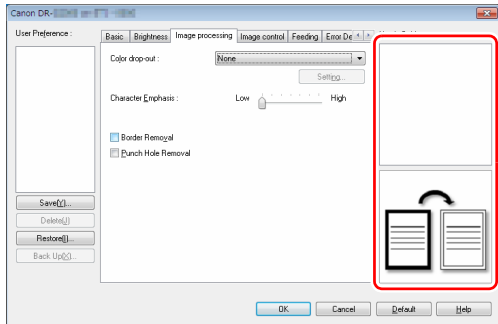 Canon DR-
User Preference :
Basic Brightness Image processing Image control Feeding Error De
Color drop-out :
None
Setting...
Character Emphasis :
Low
High
Border Removal
Punch Hole Removal
Save[Y]...
Delete[J]
Restore[I]...
Back Up[X]...
OK Cancel Default Help